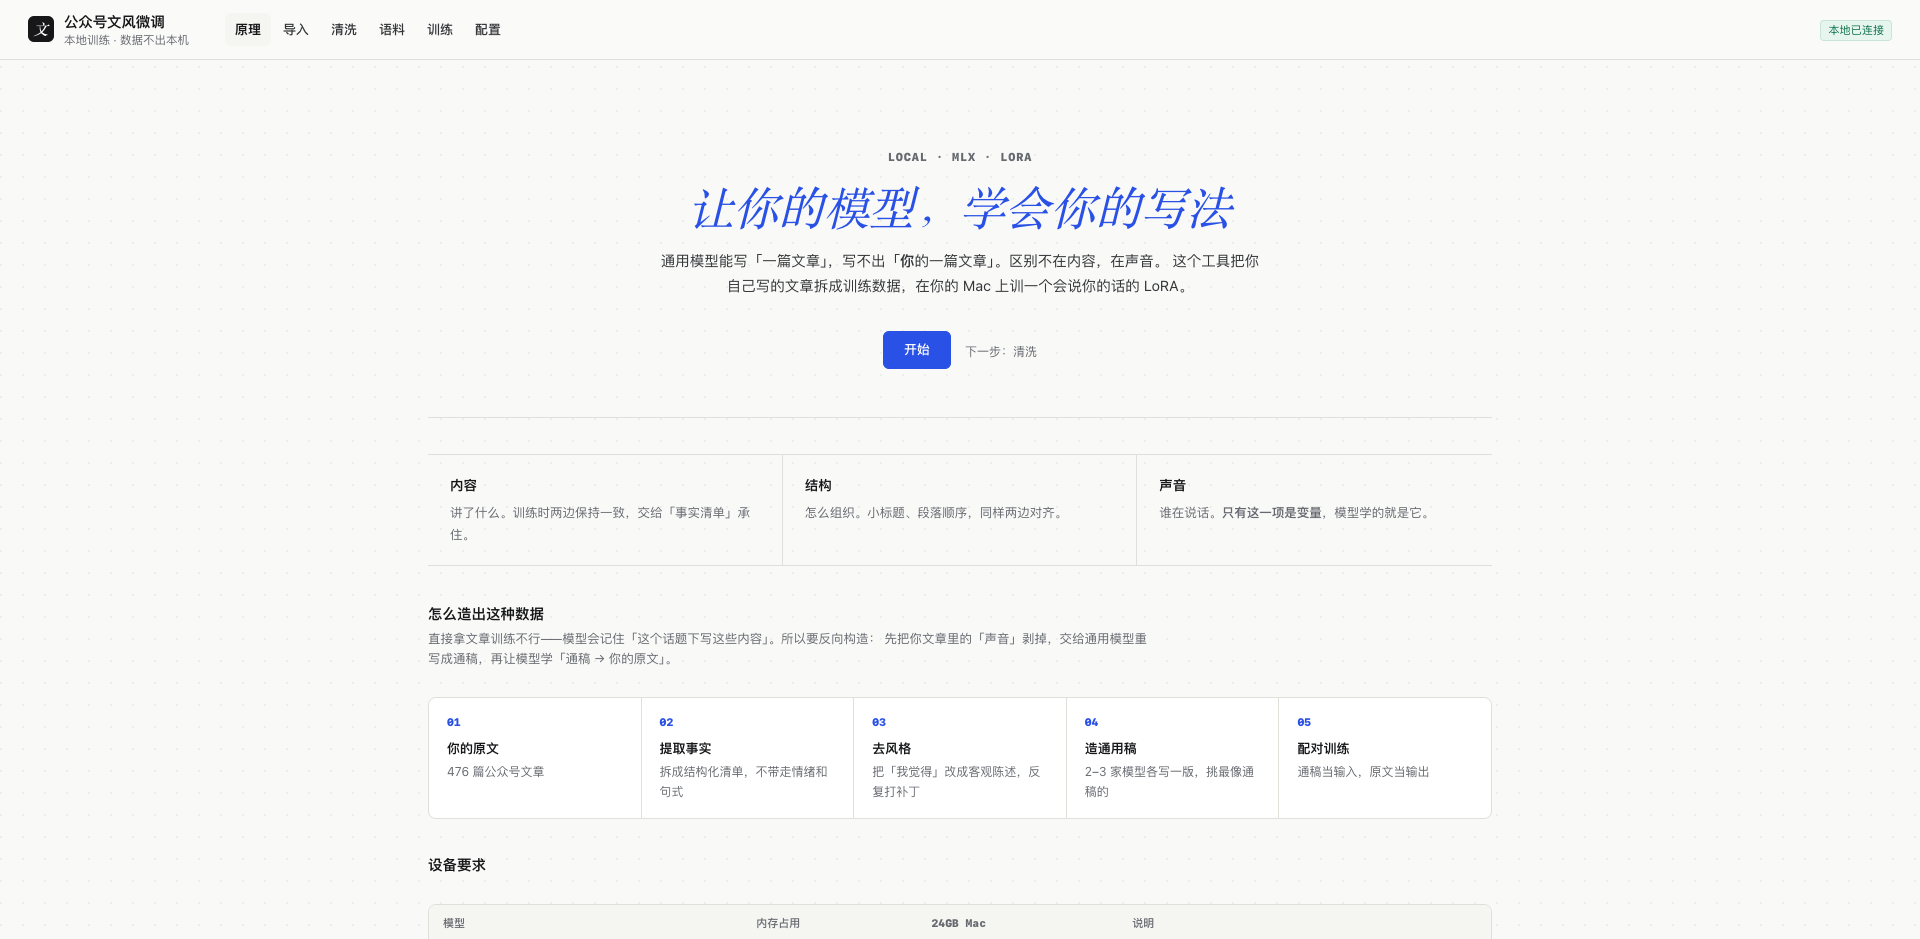 文
公众号文风微调
本地训练 · 数据不出本机
原理
导入
清洗
语料
训练
配置
本地已连接
LOCAL · MLX · LORA
让你的模型，学会你的写法
通用模型能写「一篇文章」，写不出「你的一篇文章」。区别不在内容，在声音。 这个工具把你
自己写的文章拆成训练数据，在你的 Mac 上训一个会说你的话的 LoRA。
开始
下一步：清洗
内容
讲了什么。训练时两边保持一致，交给「事实清单」承
住。
结构
怎么组织。小标题、段落顺序，同样两边对齐。
声音
谁在说话。只有这一项是变量，模型学的就是它。
怎么造出这种数据
直接拿文章训练不行——模型会记住「这个话题下写这些内容」。所以要反向构造： 先把你文章里的「声音」剥掉，交给通用模型重
写成通稿，再让模型学「通稿 → 你的原文」。
01
你的原文
476 篇公众号文章
02
提取事实
拆成结构化清单，不带走情绪和
句式
03
去风格
把「我觉得」改成客观陈述，反
复打补丁
04
造通用稿
2–3 家模型各写一版，挑最像通
稿的
05
配对训练
通稿当输入，原文当输出
设备要求
模型
内存占用
24GB Mac
说明